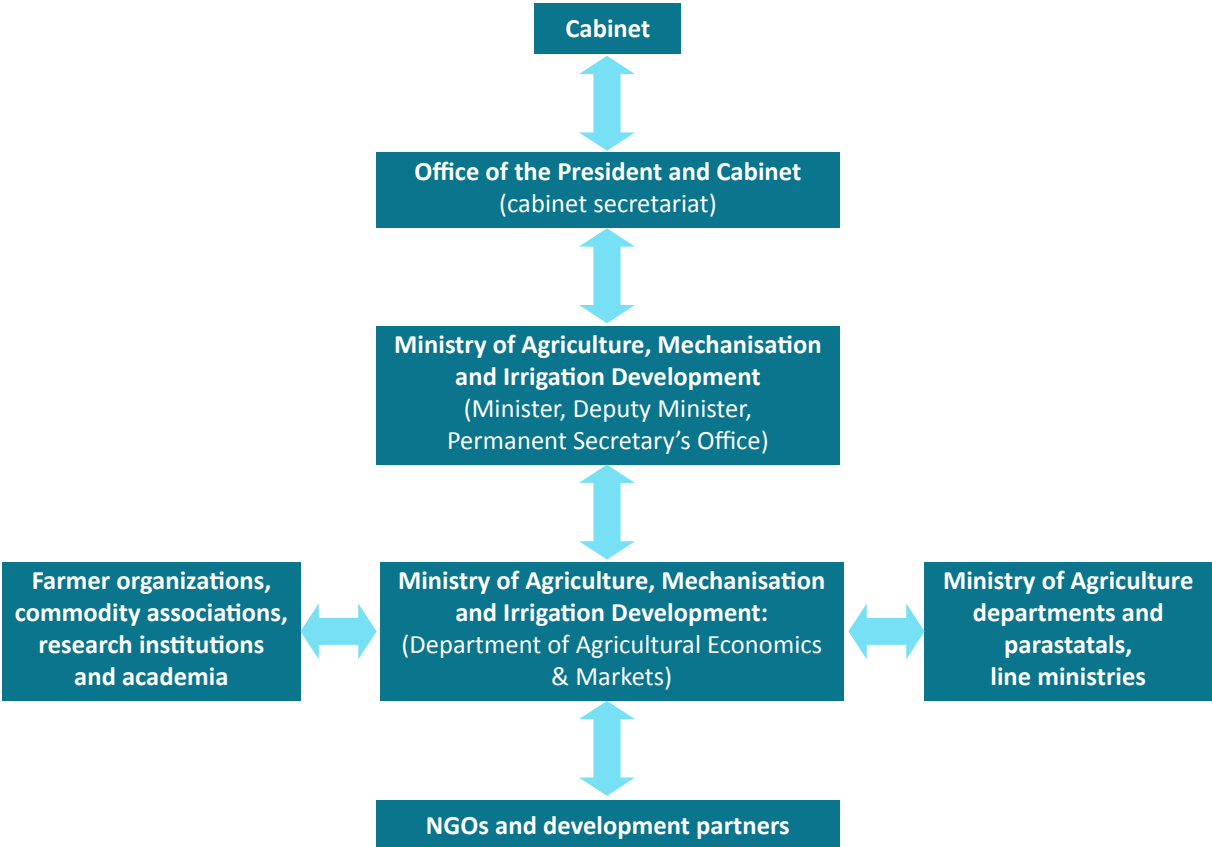 Cabinet
Office of the President and Cabinet
(cabinet secretariat)
Ministry of Agriculture, Mechanisation
and Irrigation Development
(Minister, Deputy Minister,
Permanent Secretary’s Office)
Farmer organizations,
commodity associations,
research institutions
and academia
Ministry of Agriculture, Mechanisation
and Irrigation Development:
(Department of Agricultural Economics
& Markets)
Ministry of Agriculture
departments and
parastatals,
line ministries
NGOs and development partners